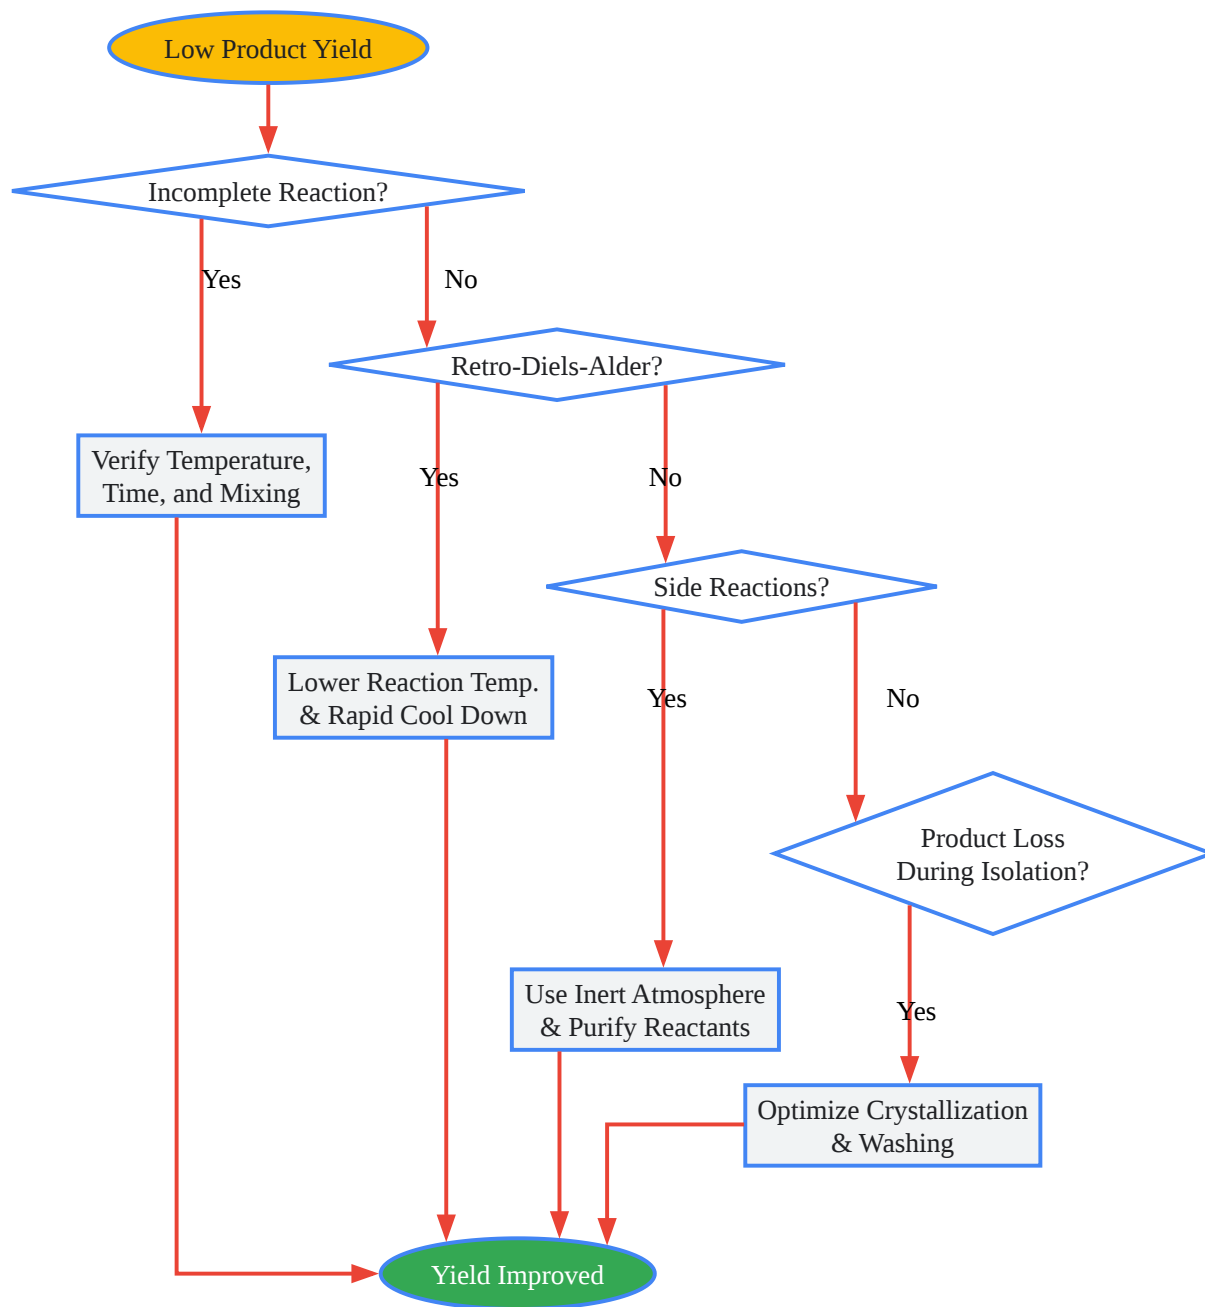 Low Product Yield
Incomplete Reaction?
Yes
No
Retro-Diels-Alder?
Verify Temperature,
Time, and Mixing
Yes
No
Side Reactions?
Lower Reaction Temp.
& Rapid Cool Down
Yes
No
Product Loss
During Isolation?
Use Inert Atmosphere
& Purify Reactants
Yes
Optimize Crystallization
& Washing
Yield Improved